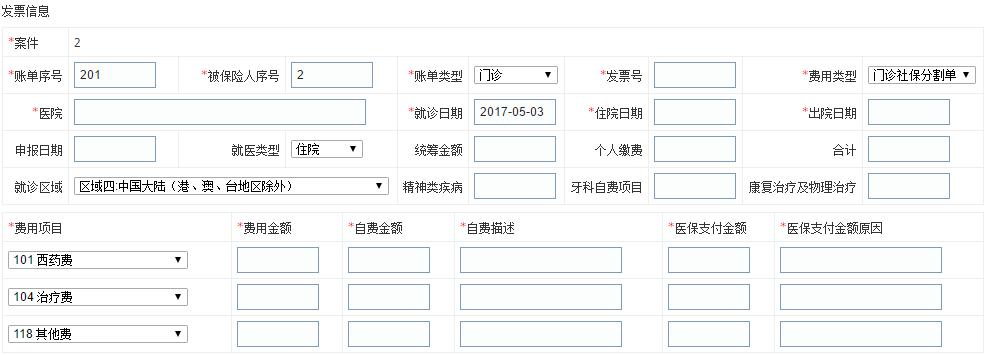 发票信息
*案件 2
*账单序号 201 *被保险人序号 2 *账单类型 门诊 *发票号 *费用类型 门诊社保分割单
*医院 *就诊日期 2017-05-03 *住院日期 *出院日期
申报日期 就医类型 住院 统筹金额 个人缴费 合计
就诊区域 区域四:中国大陆（港、澳、台地区除外） 精神类疾病 牙科自费项目 康复治疗及物理治疗
*费用项目 *费用金额 *自费金额 *自费描述 *医保支付金额 *医保支付金额原因
101 西药费
104 治疗费
118 其他费